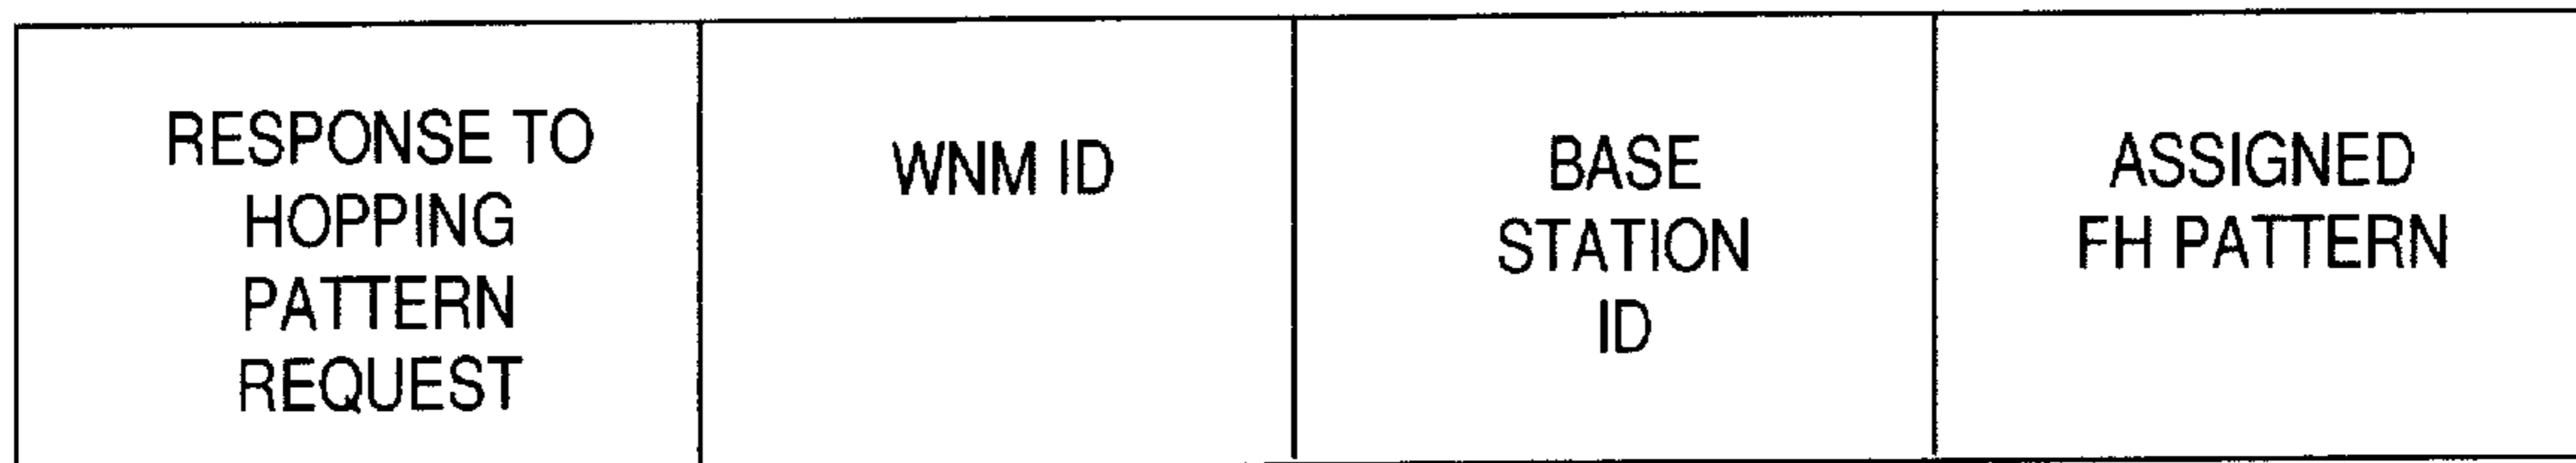 RESPONSE TO
HOPPING
PATTERN
REQUEST
WNM ID
BASE
STATION
ID
ASSIGNED
FH PATTERN